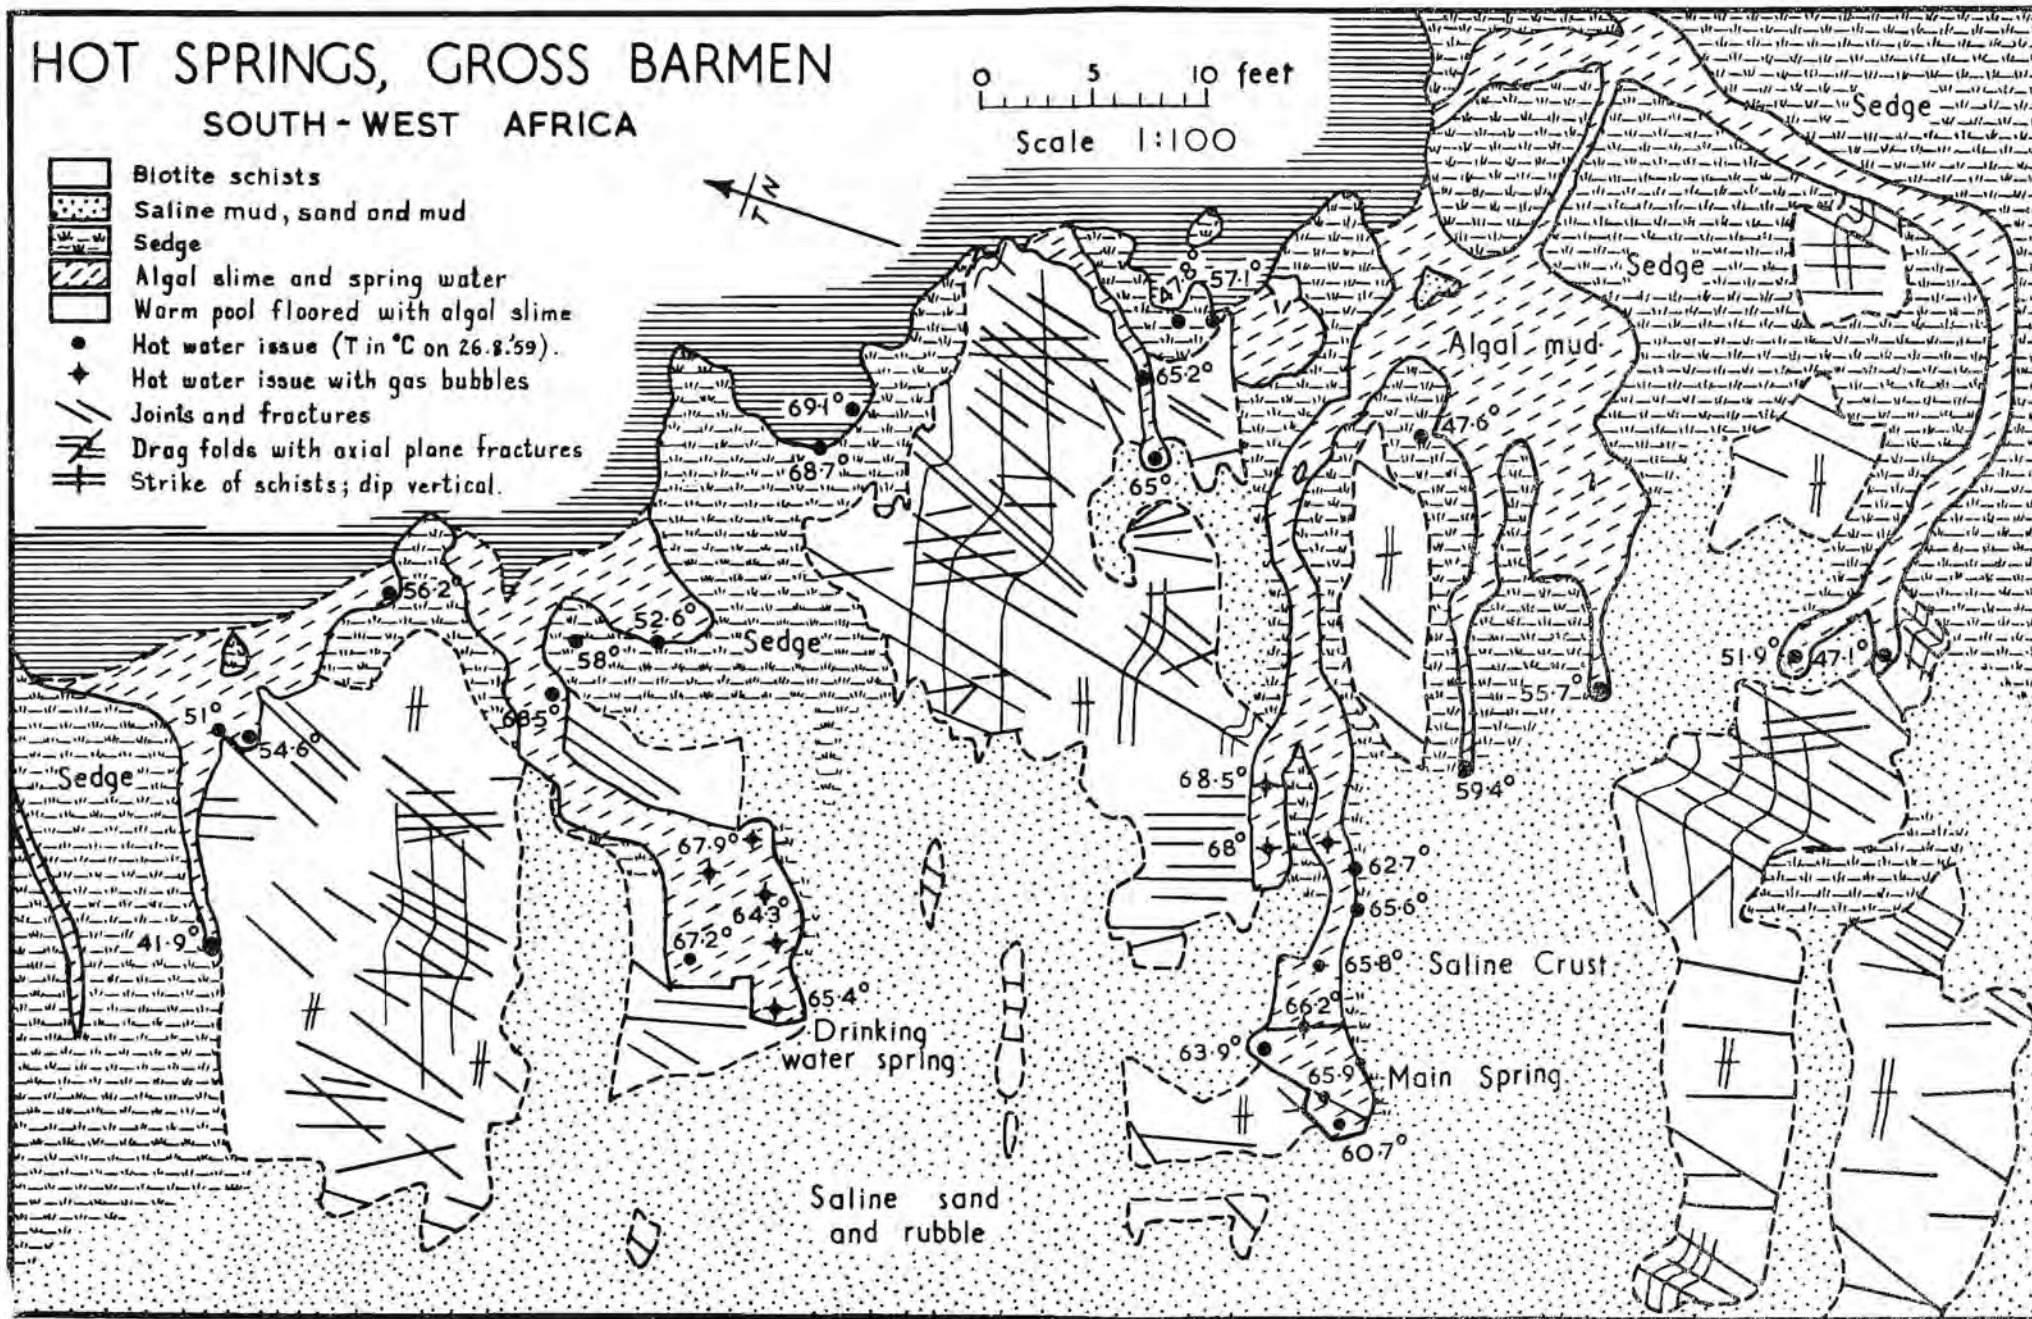 HOT SPRINGS, GROSS BARMEN
SOUTH-WEST AFRICA
0 5 10 feet
Scale 1:100
TN
Biotite schists
Saline mud, sand and mud
Sedge
Algal slime and spring water
Warm pool floored with algal slime
Hot water issue (T in °C on 26.8.'59).
Hot water issue with gas bubbles
Joints and fractures
Drag folds with axial plane fractures
Strike of schists; dip vertical.
Sedge
Sedge
47·8°
57·1°
Algal mud
65·2°
69·1°
47·6°
68·7°
65°
56·2°
52·6°
Sedge
58°
51·9°
47·1°
55·7°
51°
68·5°
54·6°
Sedge
68·5°
59·4°
67·9°
68°
62·7°
64·3°
65·6°
41·9°
67·2°
65·8°
Saline Crust
65·4°
66·2°
Drinking
water spring
63·9°
65·9
Main Spring
60·7°
Saline sand
and rubble